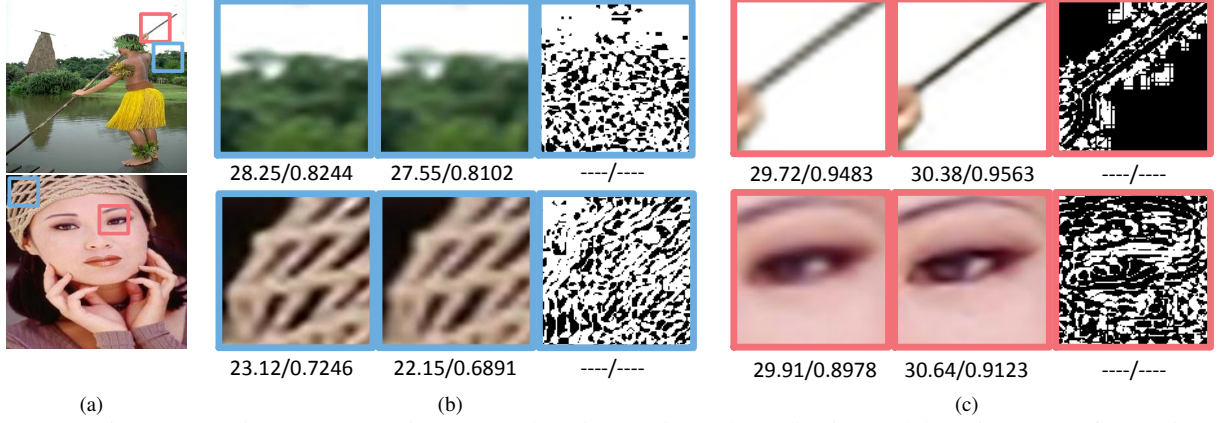 28.25/0.8244 27.55/0.8102 ----/---- 29.72/0.9483 30.38/0.9563 ----/----
23.12/0.7246 22.15/0.6891 ----/---- 29.91/0.8978 30.64/0.9123 ----/----
(a) (b) (c)